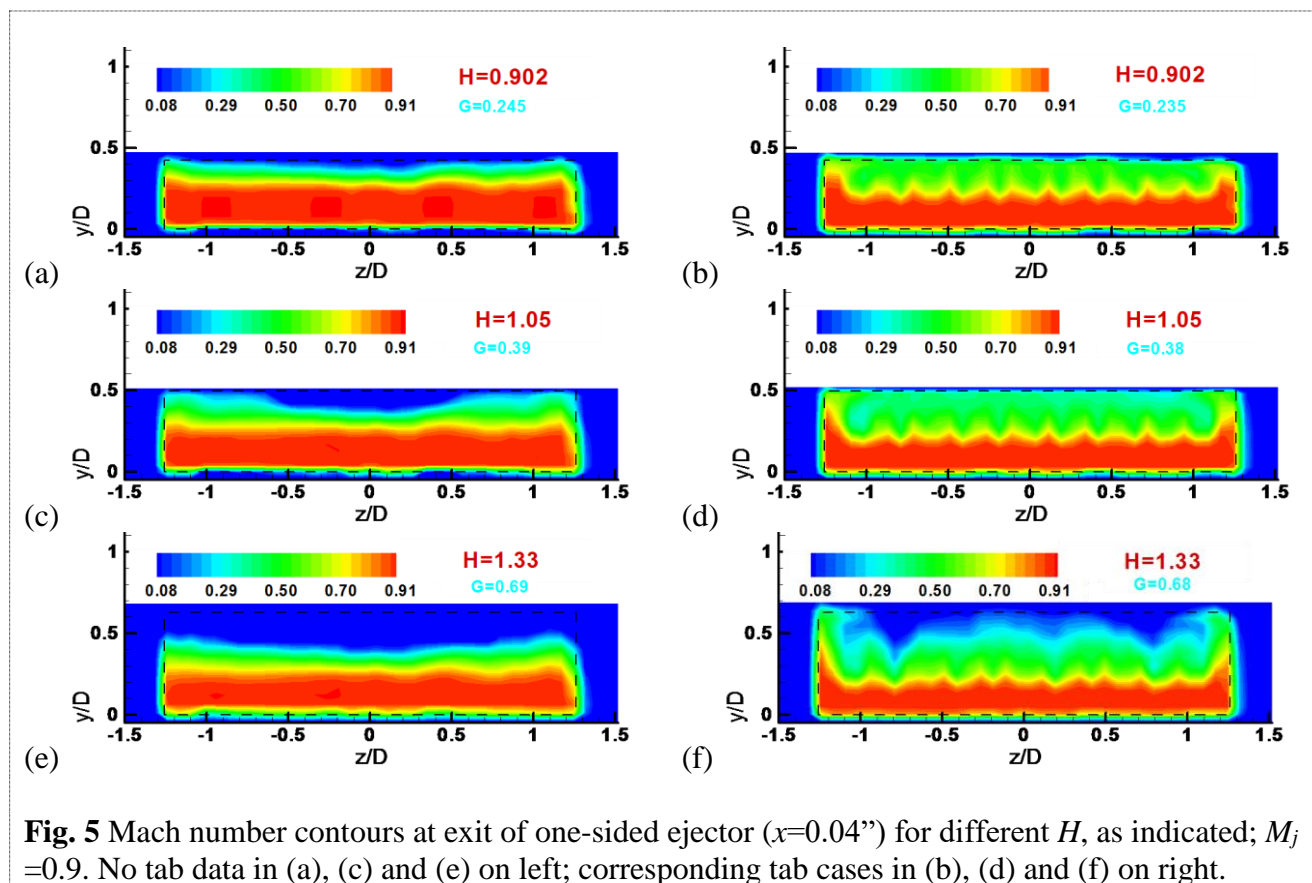 1
H=0.902
0.08 0.29 0.50 0.70 0.91
G=0.245
0.5
y/D
0
-1.5 -1 -0.5 0 0.5 1 1.5
(a)
z/D
1
H=0.902
0.08 0.29 0.50 0.70 0.91
G=0.235
0.5
y/D
0
-1.5 -1 -0.5 0 0.5 1 1.5
(b)
z/D
1
H=1.05
0.08 0.29 0.50 0.70 0.91
G=0.39
0.5
y/D
0
-1.5 -1 -0.5 0 0.5 1 1.5
(c)
z/D
1
H=1.05
0.08 0.29 0.50 0.70 0.91
G=0.38
0.5
y/D
0
-1.5 -1 -0.5 0 0.5 1 1.5
(d)
z/D
1
H=1.33
0.08 0.29 0.50 0.70 0.91
G=0.69
0.5
y/D
0
-1.5 -1 -0.5 0 0.5 1 1.5
(e)
z/D
1
H=1.33
0.08 0.29 0.50 0.70 0.91
G=0.68
0.5
y/D
0
-1.5 -1 -0.5 0 0.5 1 1.5
(f)
z/D
Fig. 5 Mach number contours at exit of one-sided ejector (x=0.04”) for different H, as indicated; Mj
=0.9. No tab data in (a), (c) and (e) on left; corresponding tab cases in (b), (d) and (f) on right.